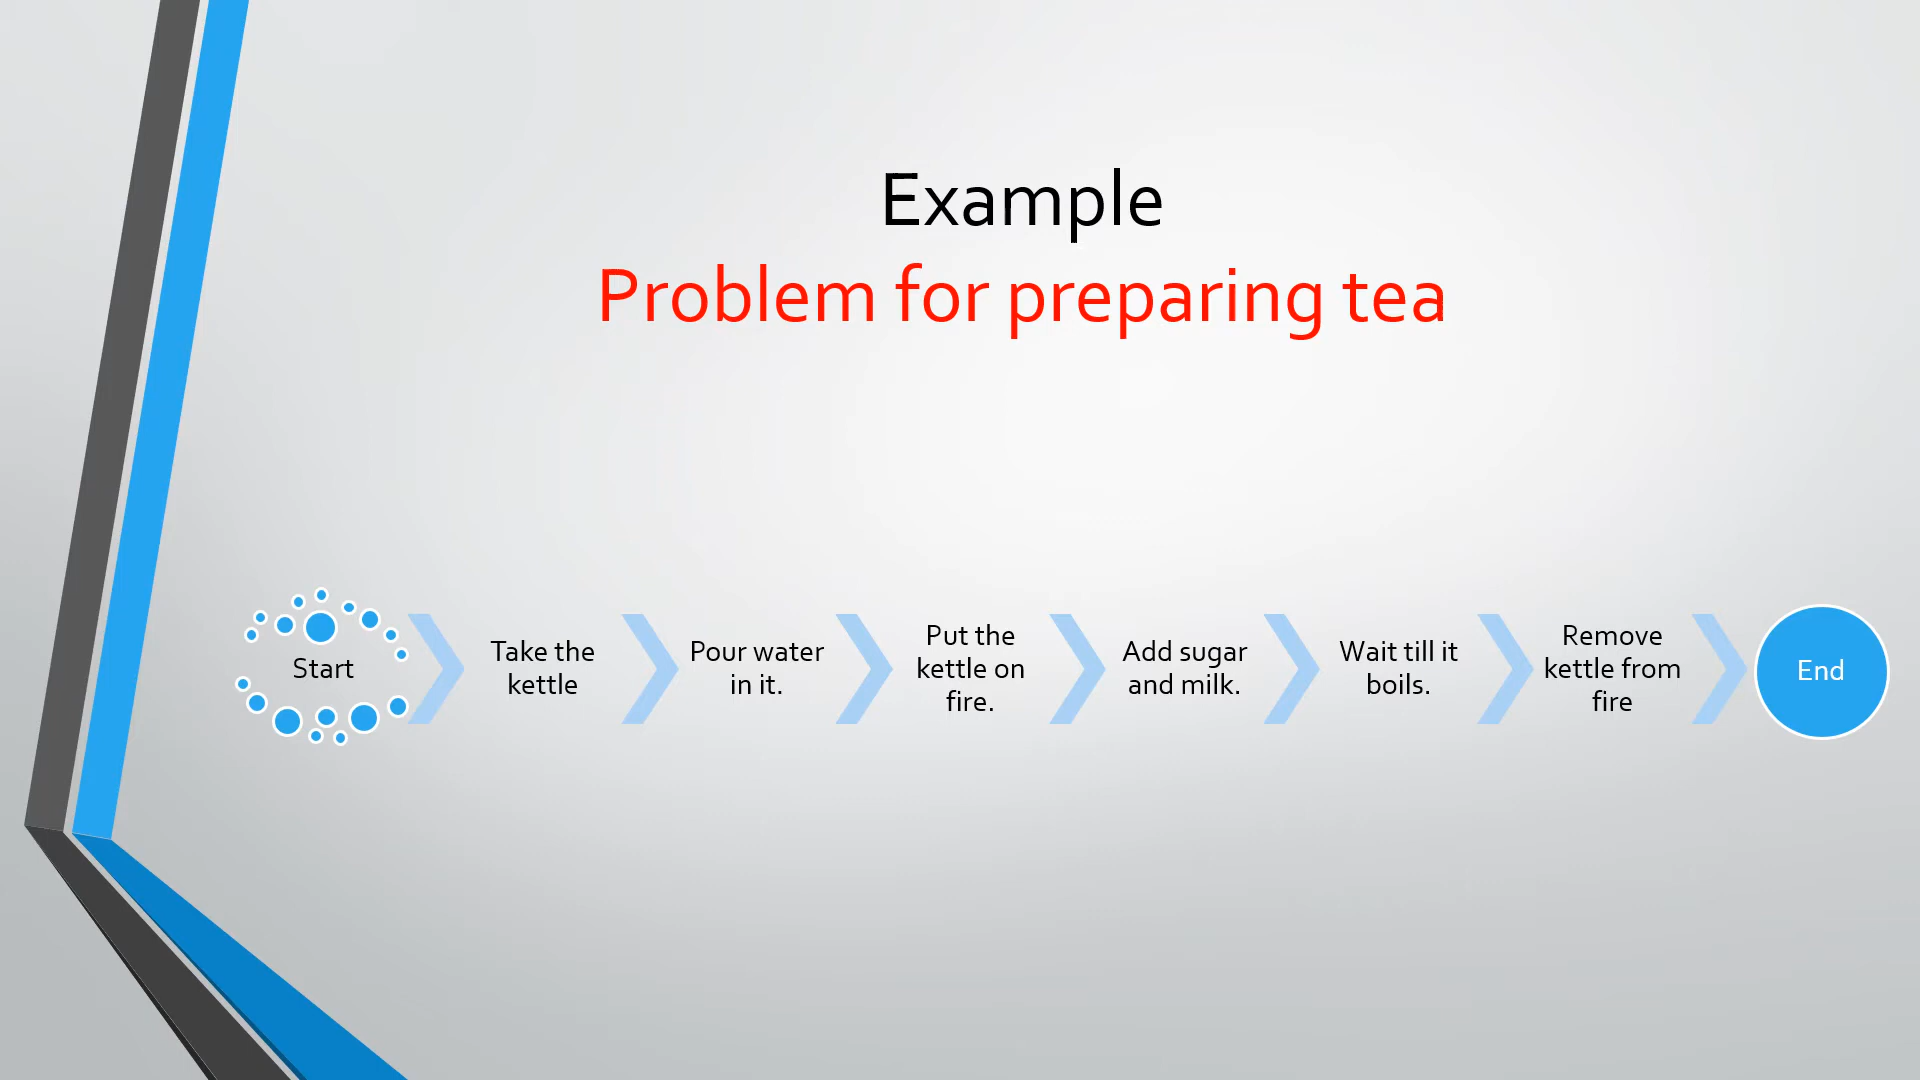 Example
Problem for preparing tea
Start
Take the
kettle
Pour water
in it.
Put the
kettle on
fire.
Add sugar
and milk.
Wait till it
boils.
Remove
kettle from
fire
End